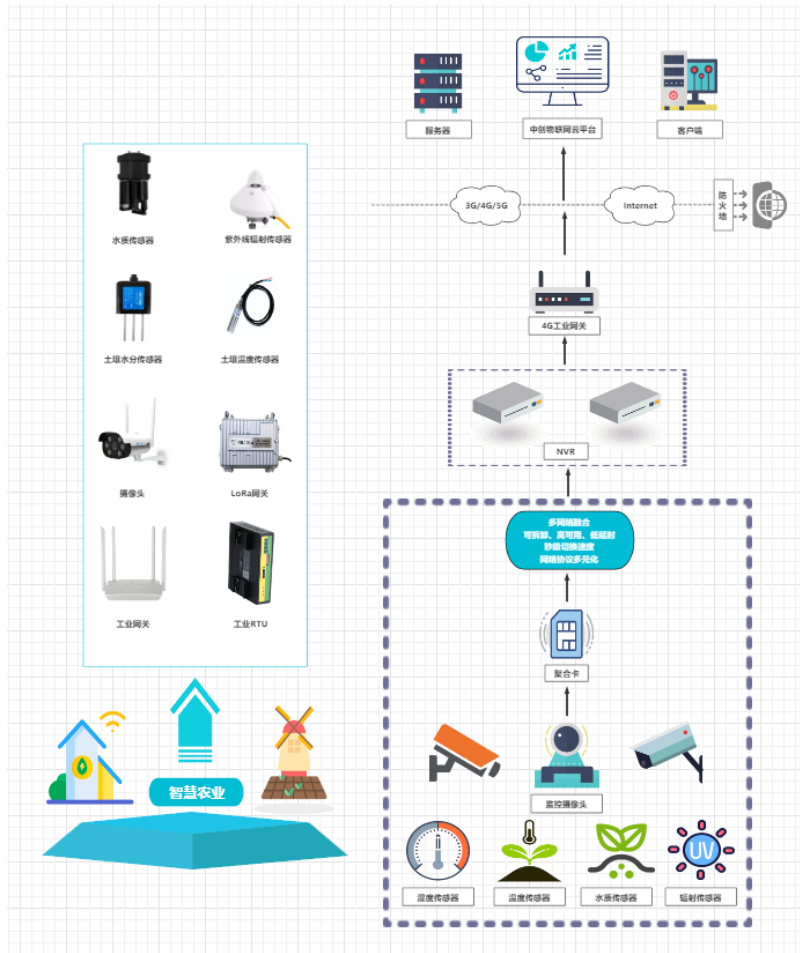 服务器
中创物联网云平台
客户端
3G/4G/5G
Internet
防
火
墙
水质传感器
紫外线辐射传感器
4G工业网关
土壤水分传感器
土壤温度传感器
NVR
摄像头
LoRa网关
多网络融合
可拆卸、高可用、低延时
秒级切换速度
网络协议多元化
工业网关
工业RTU
聚合卡
智慧农业
监控摄像头
UV
湿度传感器
温度传感器
水质传感器
辐射传感器